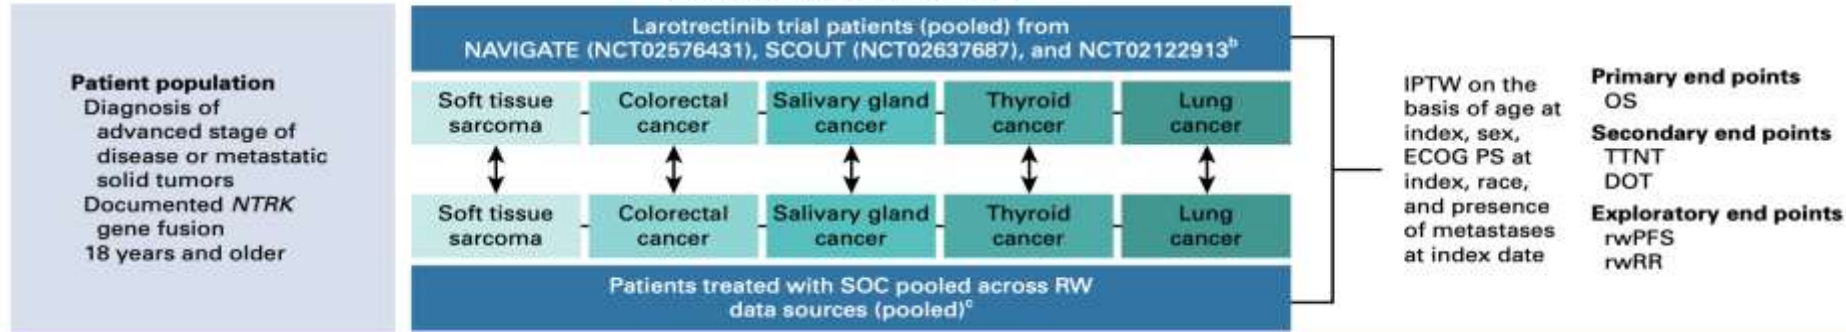 Patient population
Diagnosis of
advanced stage of
disease or metastatic
solid tumors
Documented NTRK
gene fusion
18 years and older
Larotrectinib trial patients (pooled) from
NAVIGATE (NCT02576431), SCOUT (NCT02637687), and NCT02122913b
Soft tissue
sarcoma
Colorectal
cancer
Salivary gland
cancer
Thyroid
cancer
Lung
cancer
Soft tissue
sarcoma
Colorectal
cancer
Salivary gland
cancer
Thyroid
cancer
Lung
cancer
Patients treated with SOC pooled across RW
data sources (pooled)c
IPTW on the
basis of age at
index, sex,
ECOG PS at
index, race,
and presence
of metastases
at index date
Primary end points
OS
Secondary end points
TTNT
DOT
Exploratory end points
rwPFS
rwRR